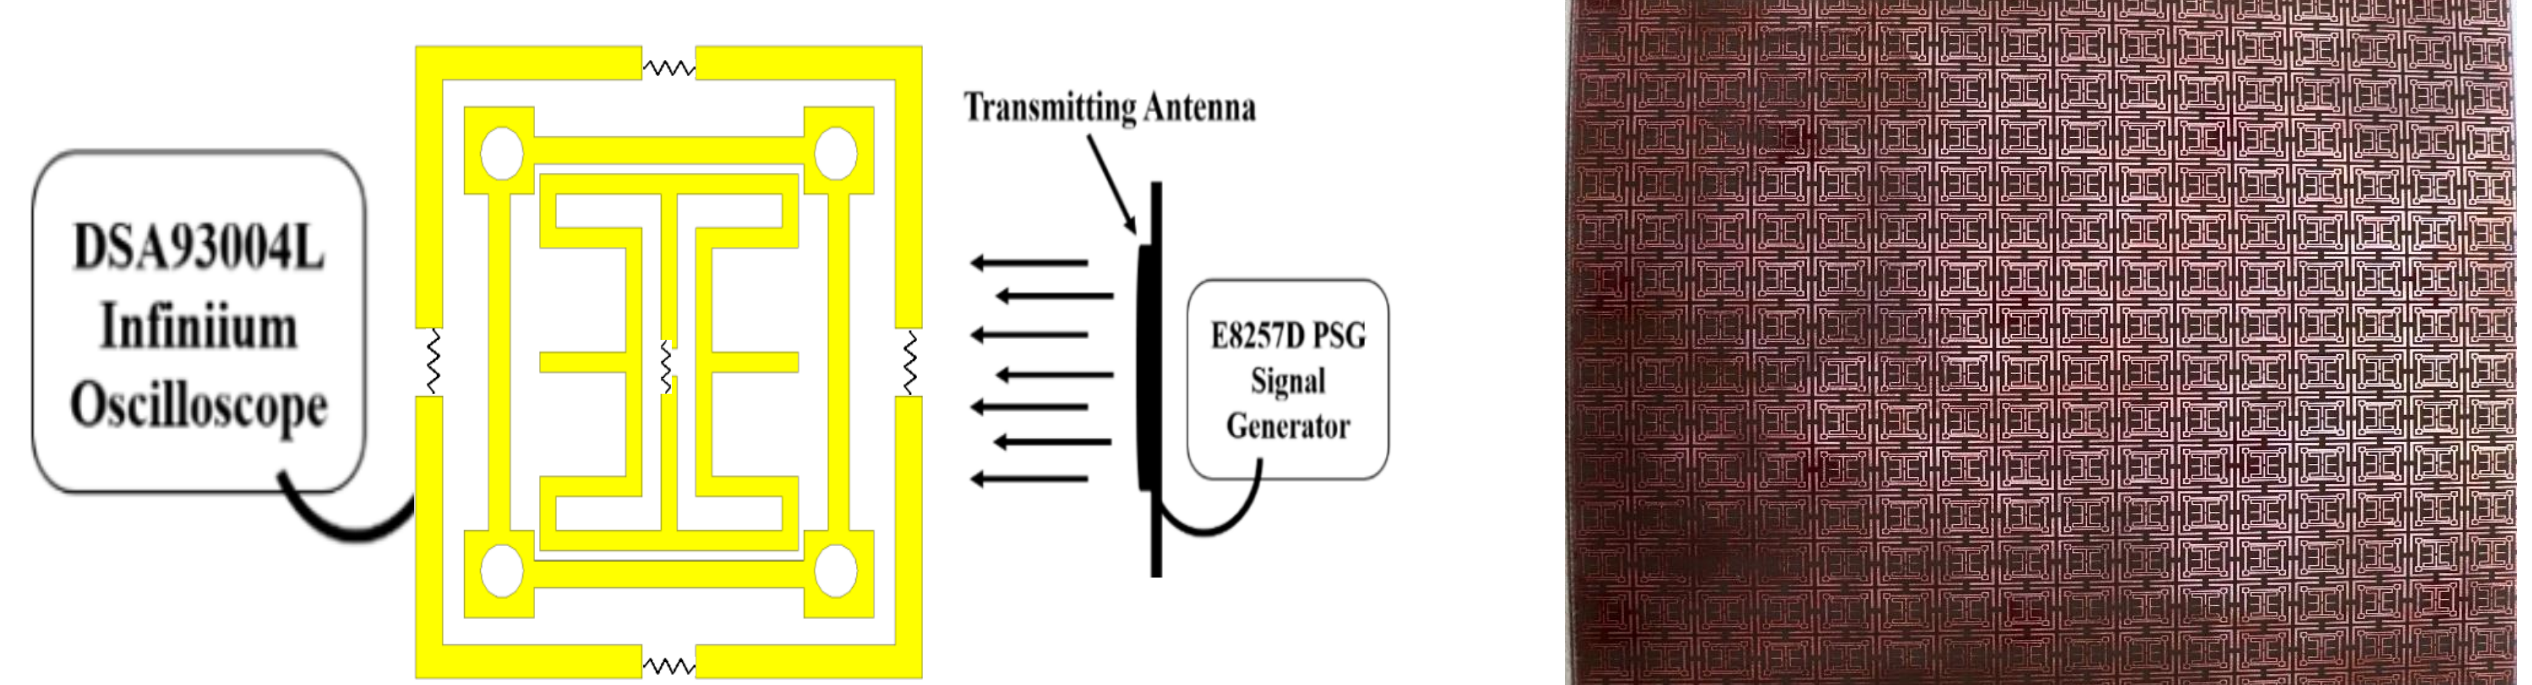 DSA93004L
Infiniium
Oscilloscope
Transmitting Antenna
E8257D PSG
Signal
Generator